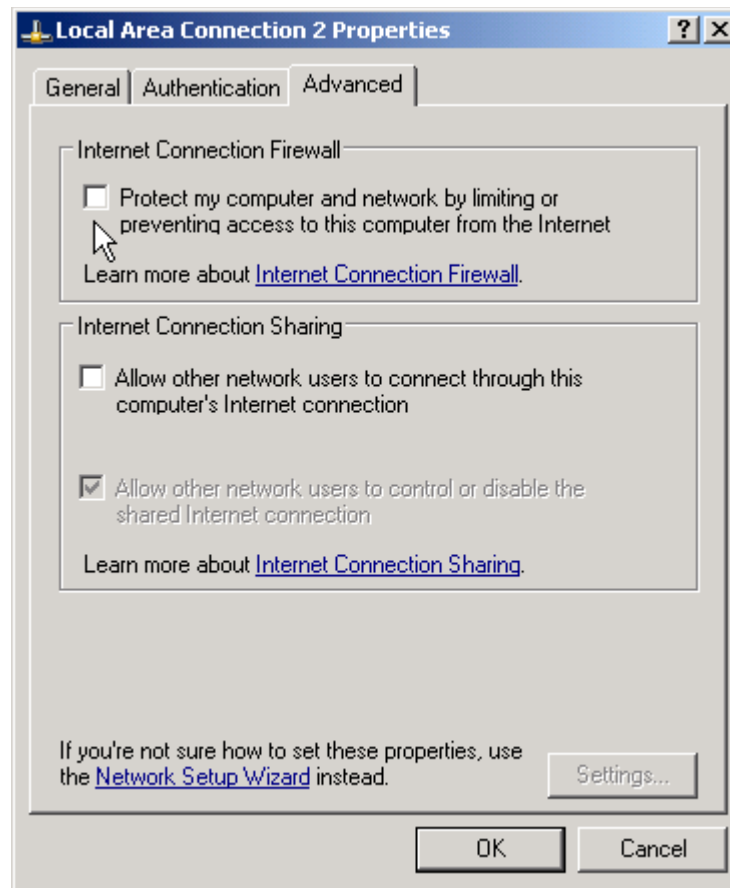 Local Area Connection 2 Properties
General Authentication Advanced
Internet Connection Firewall
Protect my computer and network by limiting or
preventing access to this computer from the Internet
Learn more about Internet Connection Firewall.
Internet Connection Sharing
Allow other network users to connect through this
computer's Internet connection
Allow other network users to control or disable the
shared Internet connection
Learn more about Internet Connection Sharing.
If you're not sure how to set these properties, use
the Network Setup Wizard instead.
Settings...
OK Cancel